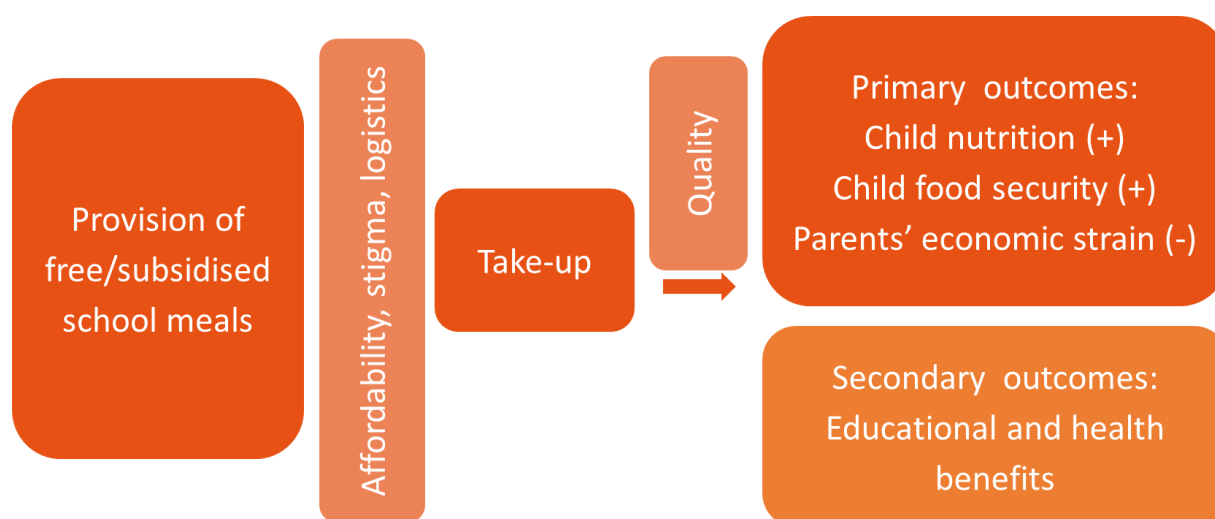 Provision of
free/subsidised
school meals
Affordability, stigma, logistics
Take-up
Quality
Primary outcomes:
Child nutrition (+)
Child food security (+)
Parents’ economic strain (-)
Secondary outcomes:
Educational and health
benefits